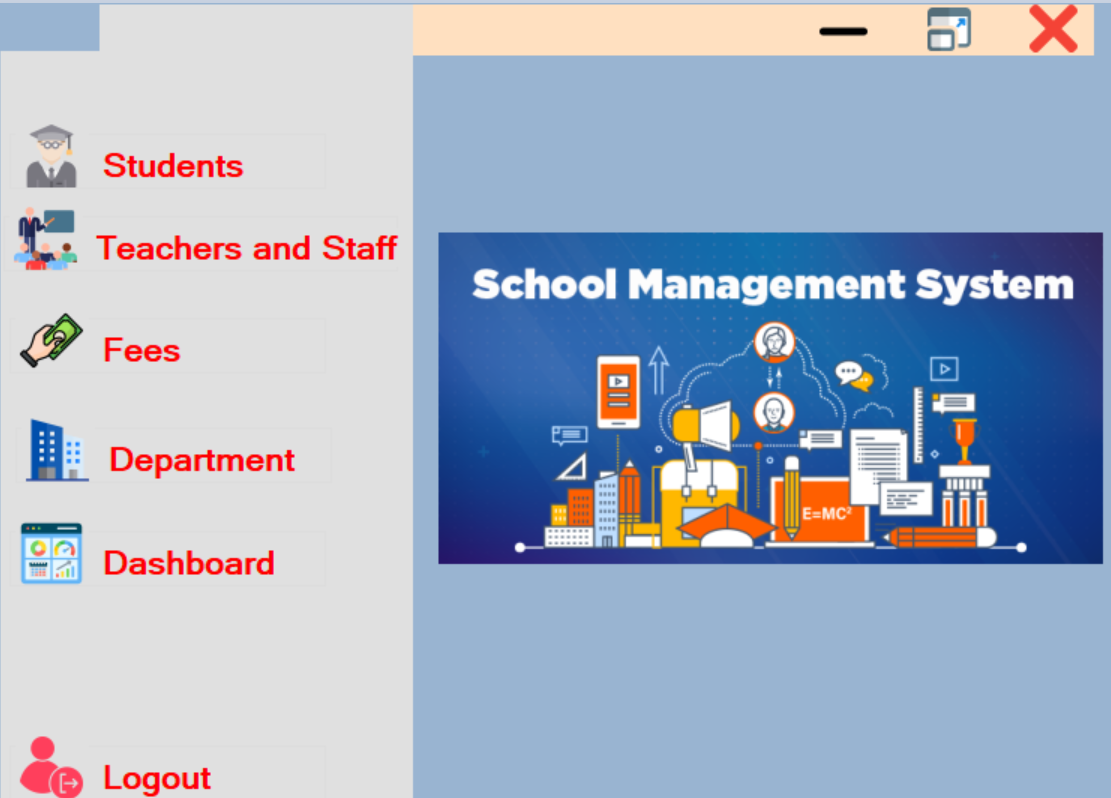 Students
Teachers and Staff
Fees
Department
Dashboard
Logout
School Management System
E=MC²